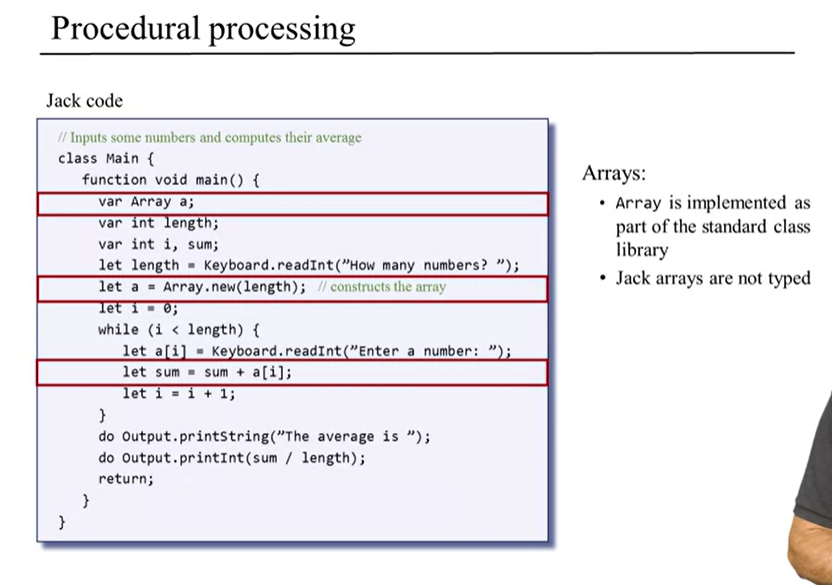 Procedural processing
Jack code
// Inputs some numbers and computes their average
class Main {
function void main() {
var Array a;
var int length;
var int i, sum;
let length = Keyboard.readInt(”How many numbers? ”);
let a = Array.new(length); // constructs the array
let i = 0;
while (i < length) {
let a[i] = Keyboard.readInt(”Enter a number: ”);
let sum = sum + a[i];
let i = i + 1;
}
do Output.printString(”The average is ”);
do Output.printInt(sum / length);
return;
}
}
Arrays:
• Array is implemented as
part of the standard class
library
• Jack arrays are not typed